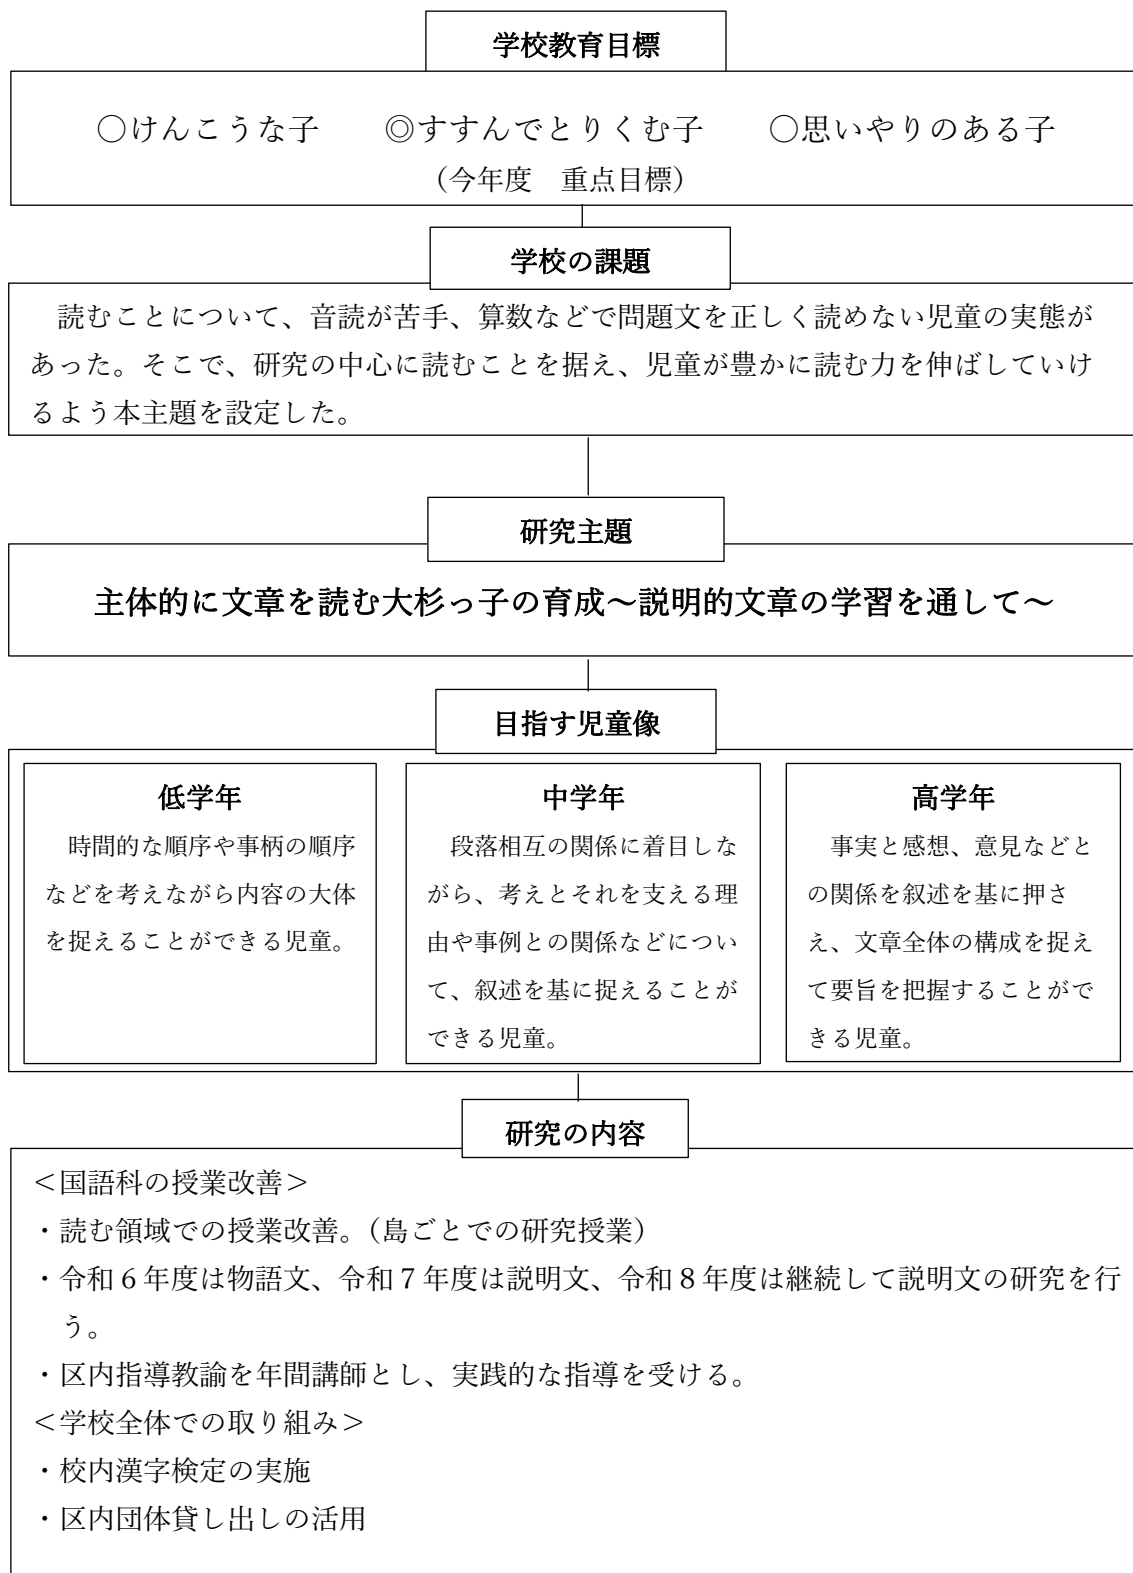 学校教育目標
○けんこうな子　◎すすんでとりくむ子　○思いやりのある子
（今年度　重点目標）
学校の課題
読むことについて、音読が苦手、算数などで問題文を正しく読めない児童の実態が
あった。そこで、研究の中心に読むことを据え、児童が豊かに読む力を伸ばしていけ
るよう本主題を設定した。
研究主題
主体的に文章を読む大杉っ子の育成～説明的文章の学習を通して～
目指す児童像
低学年
時間的な順序や事柄の順序
などを考えながら内容の大体
を捉えることができる児童。
中学年
段落相互の関係に着目しな
がら、考えとそれを支える理
由や事例との関係などについ
て、叙述を基に捉えることが
できる児童。
高学年
事実と感想、意見などと
の関係を叙述を基に押さ
え、文章全体の構成を捉え
て要旨を把握することがで
きる児童。
研究の内容
＜国語科の授業改善＞
・読む領域での授業改善。（島ごとでの研究授業）
・令和６年度は物語文、令和７年度は説明文、令和８年度は継続して説明文の研究を行
う。
・区内指導教諭を年間講師とし、実践的な指導を受ける。
＜学校全体での取り組み＞
・校内漢字検定の実施
・区内団体貸し出しの活用